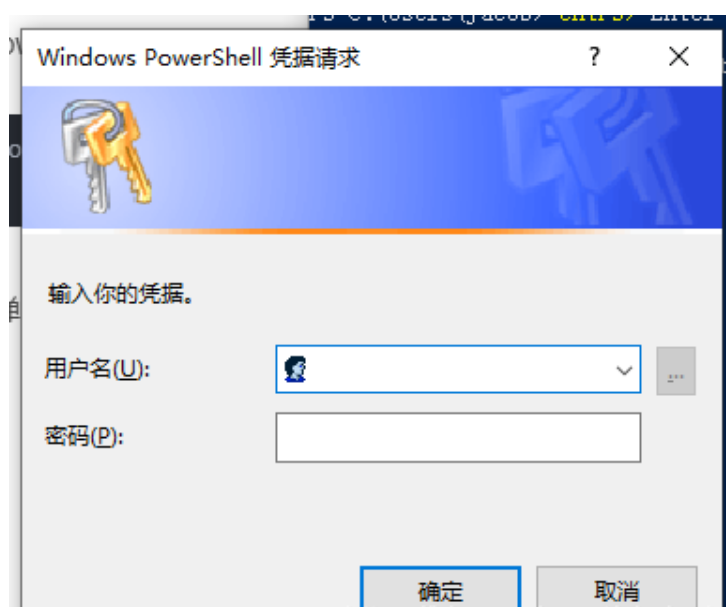 PS C:\Users\jacob> etnrs> Enter
Windows PowerShell 凭据请求
输入你的凭据。
用户名(U):
...
密码(P):
确定
取消